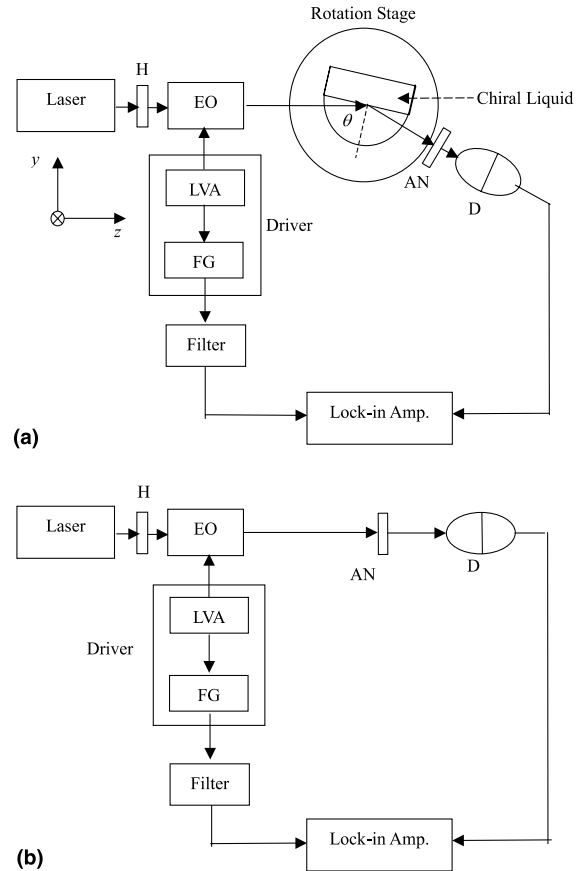 Rotation Stage
H
Laser
EO
Chiral Liquid
θ
AN
D
y
z
LVA
Driver
FG
Filter
Lock-in Amp.
(a)
H
Laser
EO
AN
D
LVA
Driver
FG
Filter
Lock-in Amp.
(b)